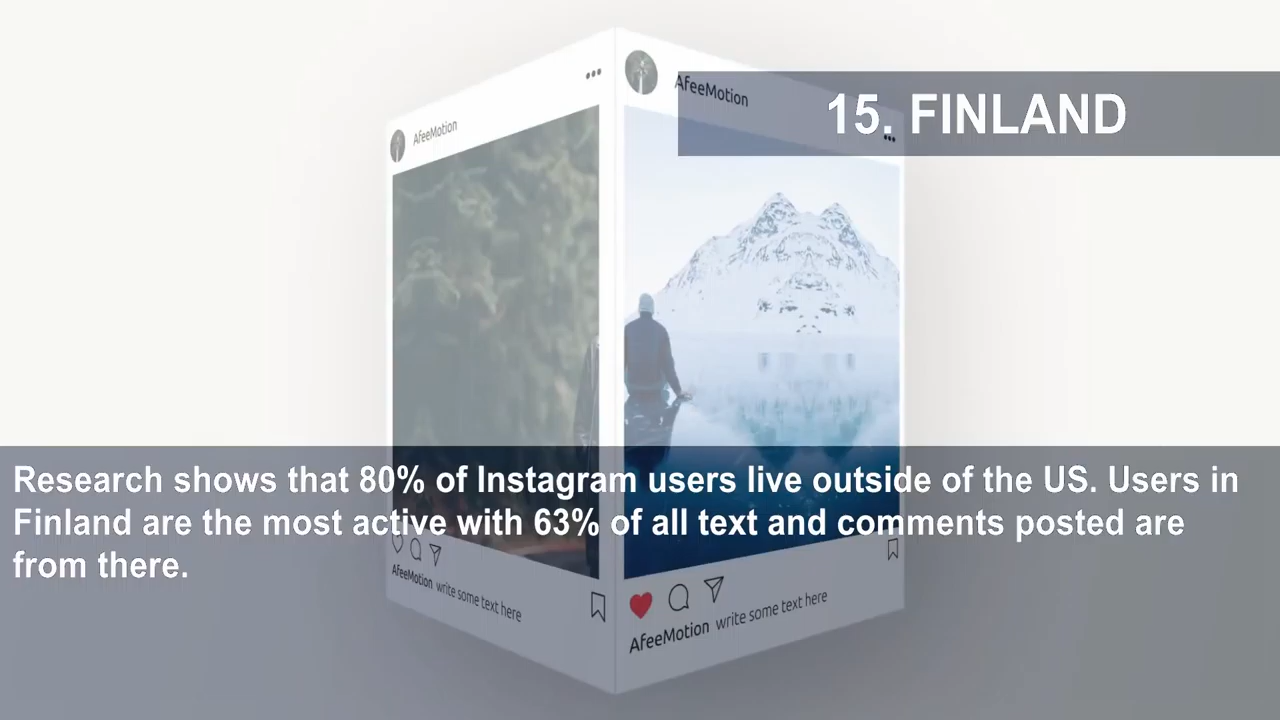 AfeeMotion
AfeeMotion
15. FINLAND
Research shows that 80% of Instagram users live outside of the US. Users in
Finland are the most active with 63% of all text and comments posted are
from there.
AfeeMotion write some text here
AfeeMotion write some text here